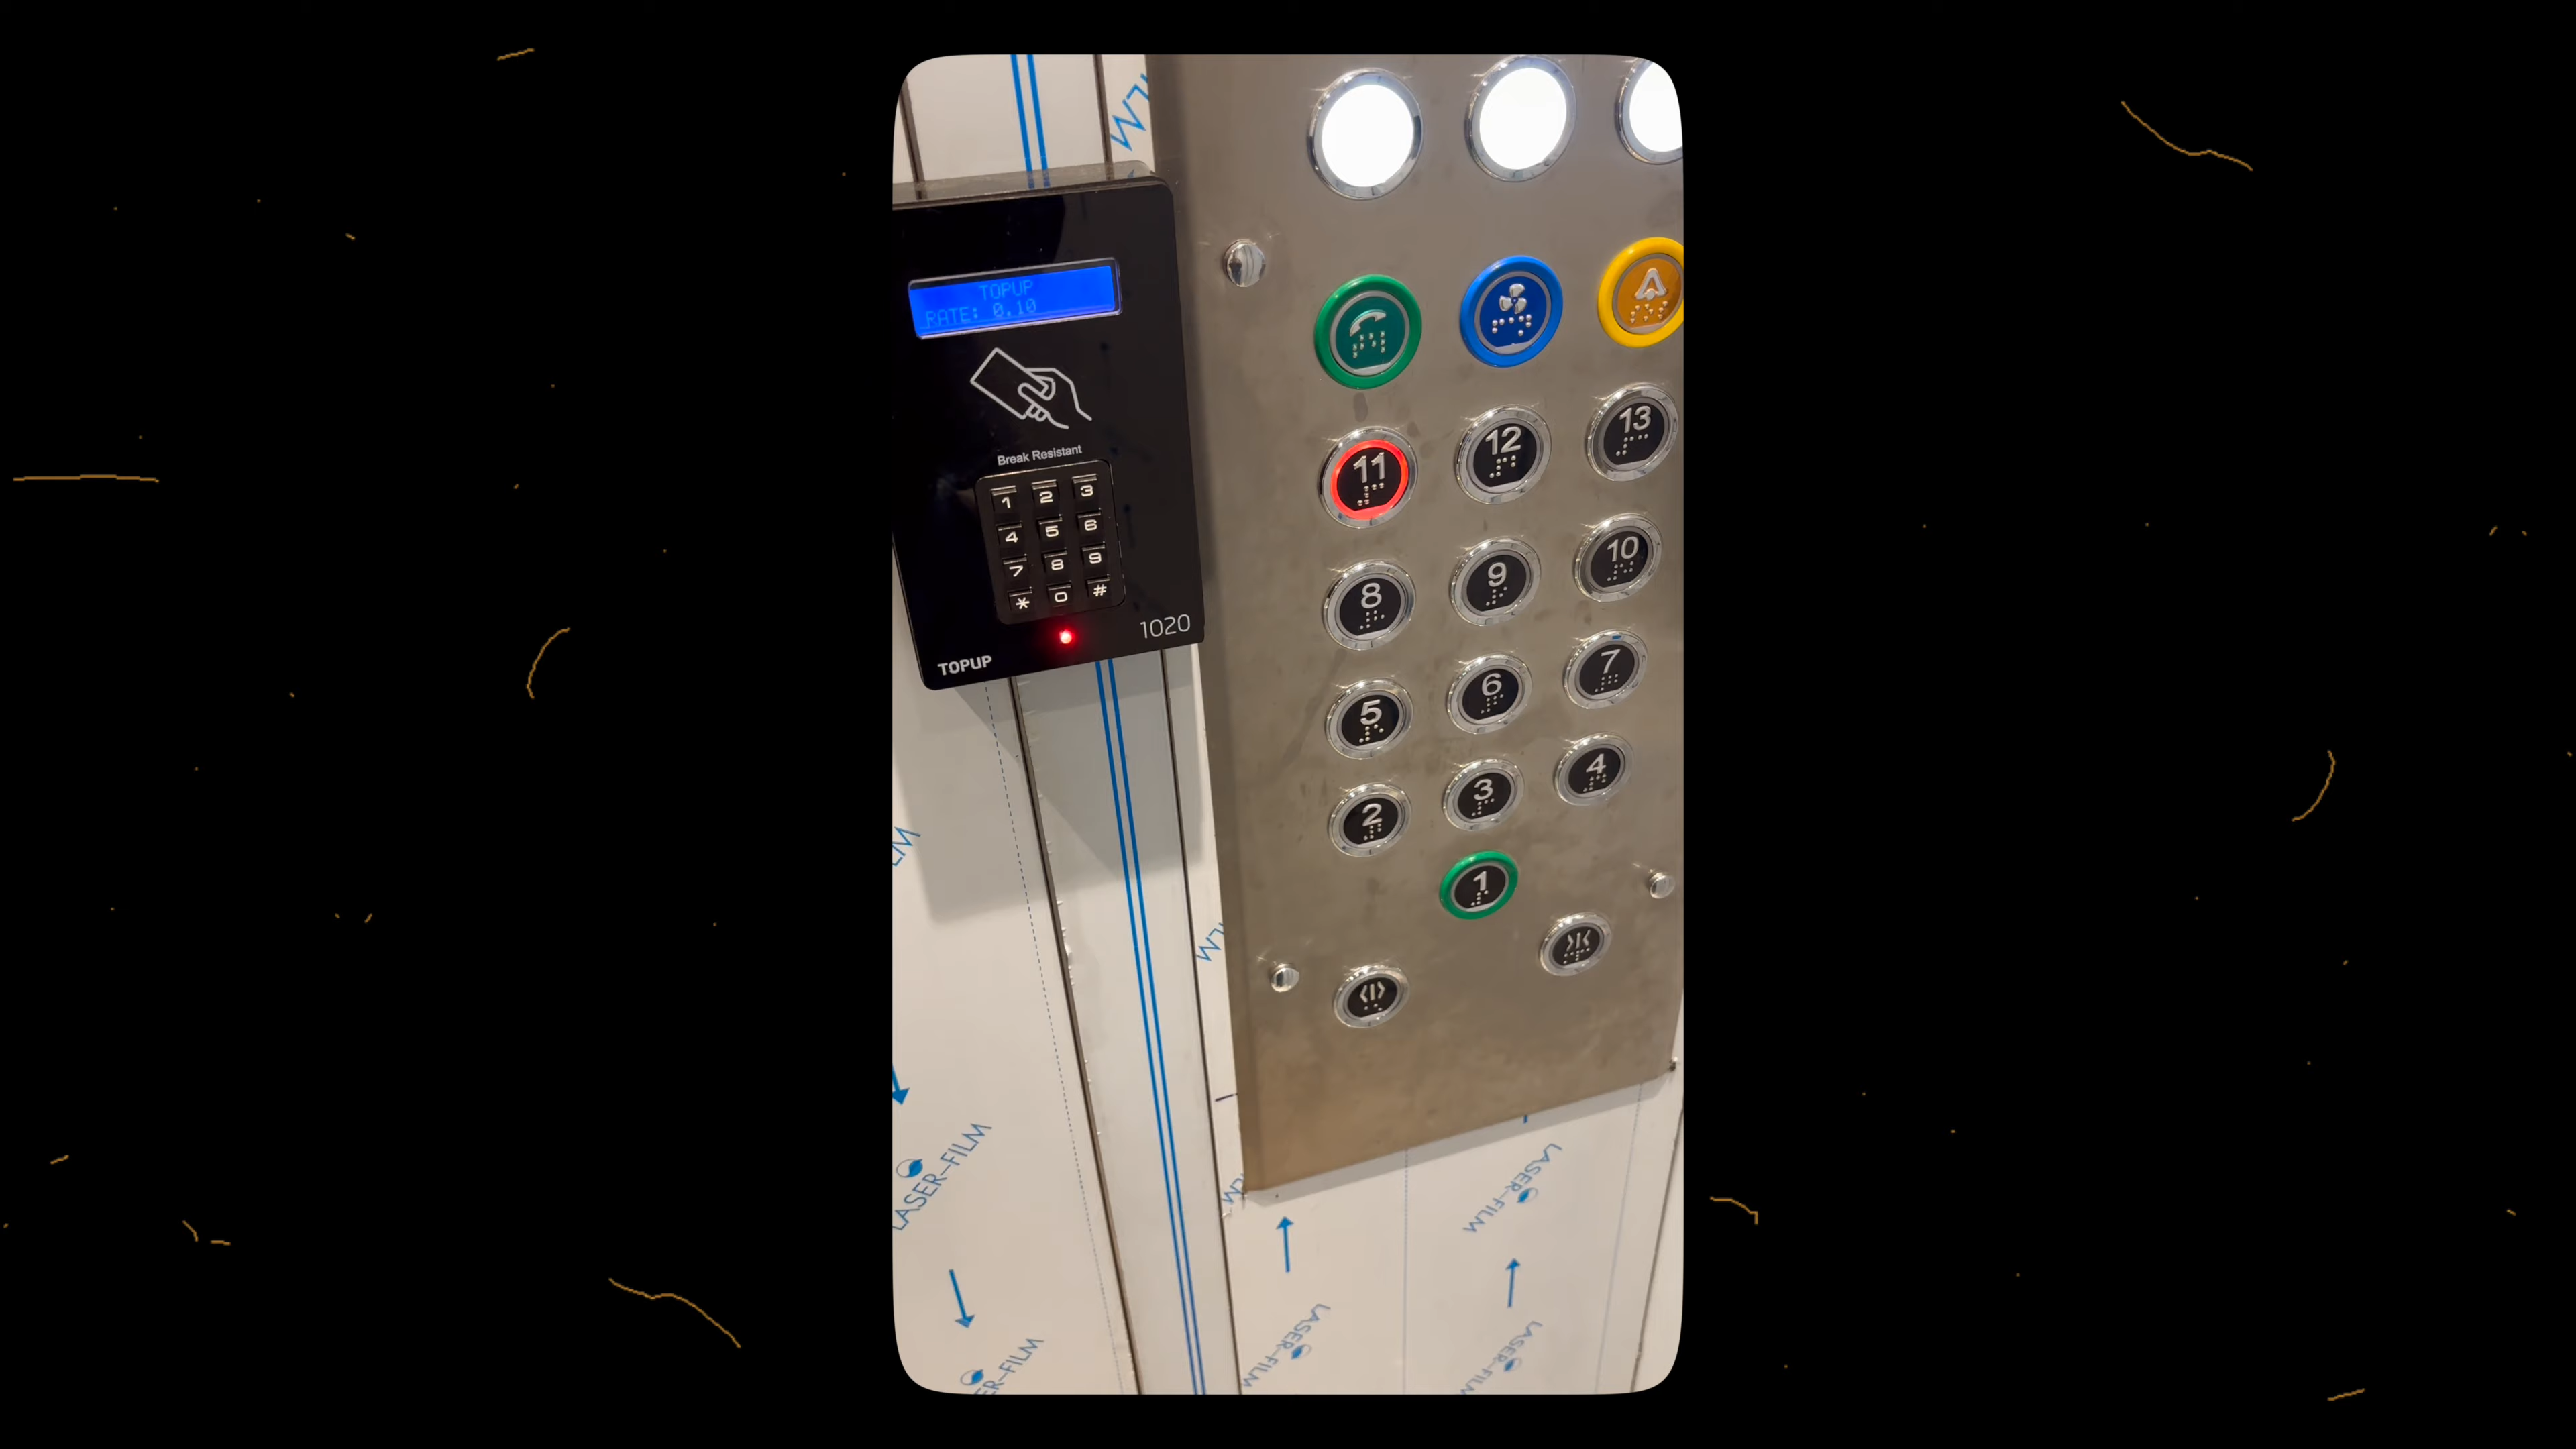 TOPUP
RATE: 0.10
Break Resistant
1 2 3
4 5 6
7 8 9
* 0 #
1020
TOPUP
11 12 13
8 9 10
5 6 7
2 3 4
1
<|>
>|<
LASER-FILM
LASER-FILM
LASER-FILM
LASER-FILM
LASER-FILM